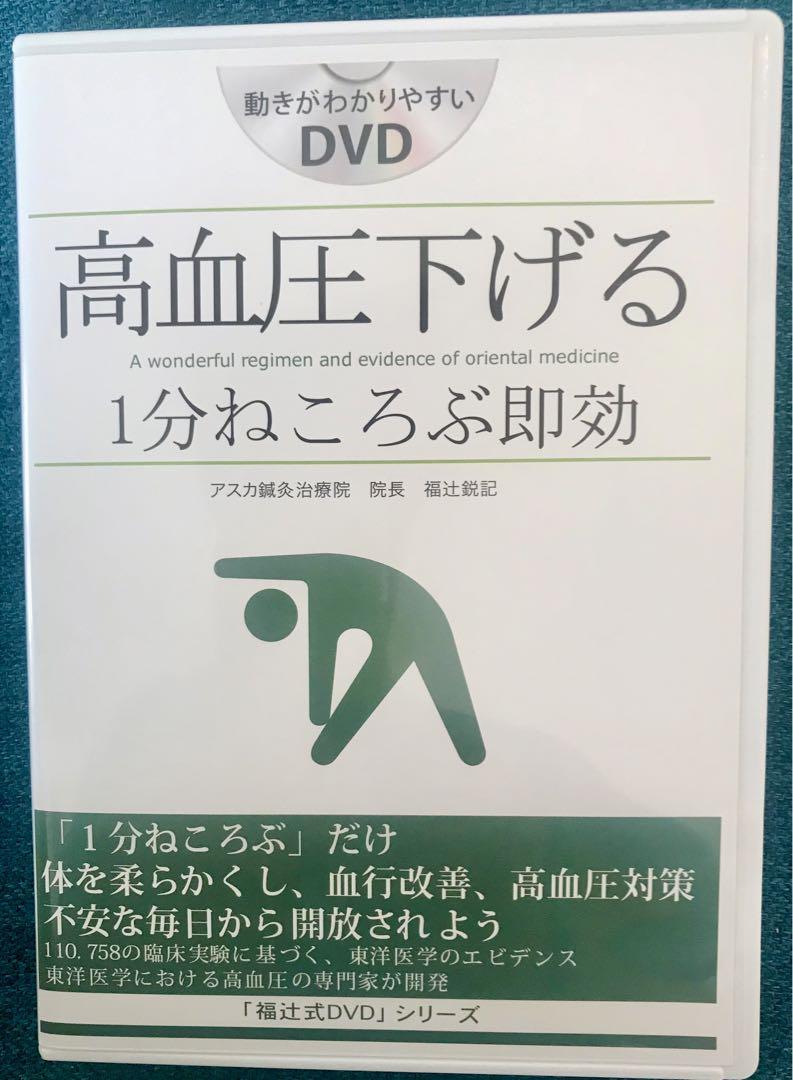 動きがわかりやすい
DVD
高血圧下げる
A wonderful regimen and evidence of oriental medicine
1分ねころぶ即効
アスカ鍼灸治療院　院長　福辻鋭記
「１分ねころぶ」だけ
体を柔らかくし、血行改善、高血圧対策
不安な毎日から開放されよう
110.758の臨床実験に基づく、東洋医学のエビデンス
東洋医学における高血圧の専門家が開発
「福辻式DVD」シリーズ